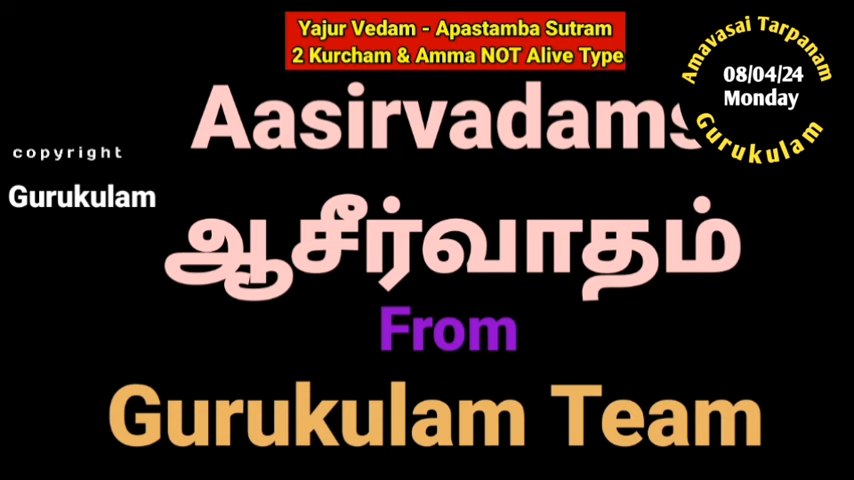 Yajur Vedam - Apastamba Sutram
2 Kurcham & Amma NOT Alive Type
Amavasai Tarpanam
08/04/24
Monday
Gurukulam
Aasirvadams
copyright
Gurukulam
ஆசீர்வாதம்
From
Gurukulam Team